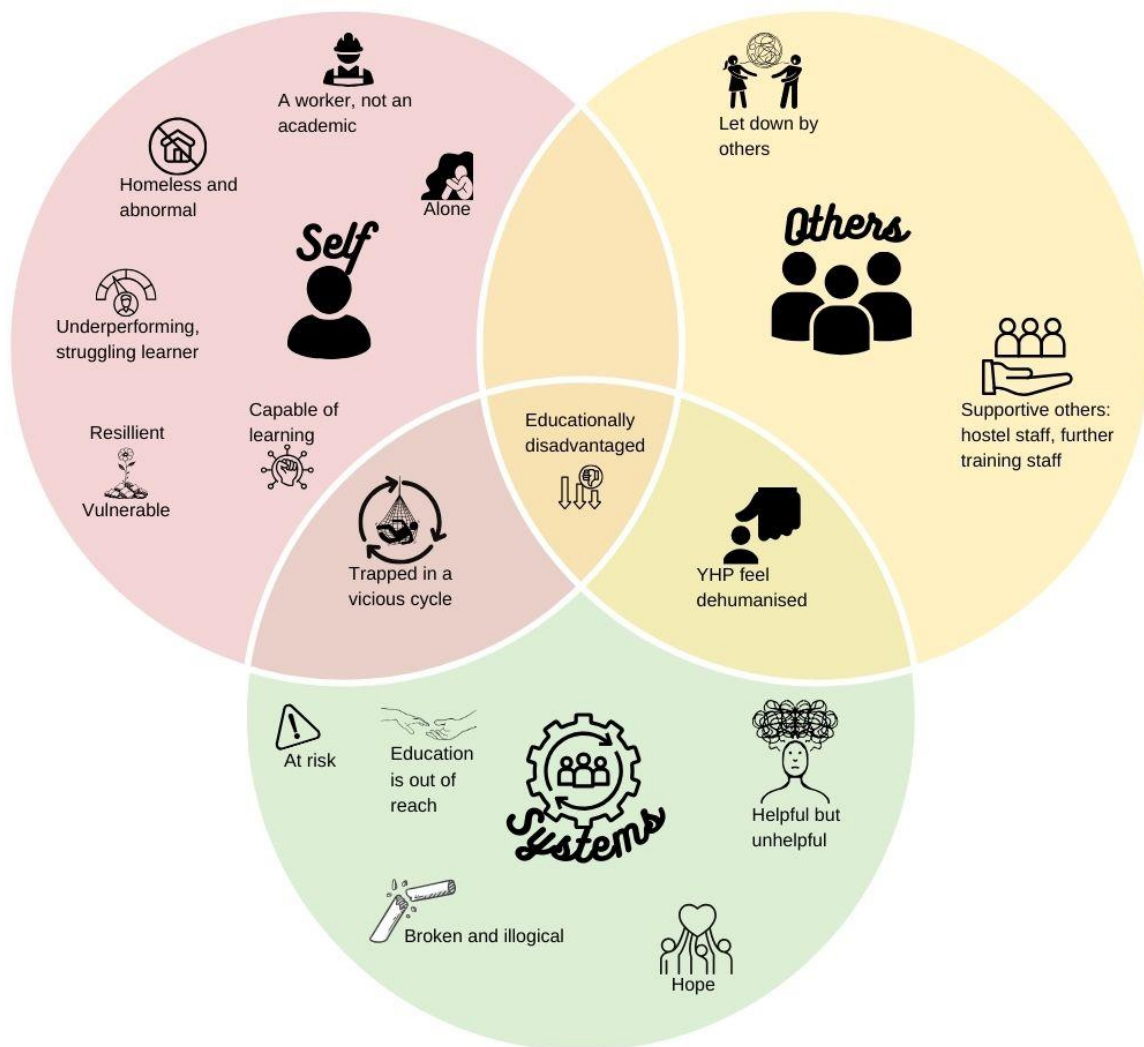 A worker, not an
academic
Homeless and
abnormal
Alone
Self
Underperforming,
struggling learner
Capable of
learning
Resillient
Vulnerable
Let down by
others
Others
Supportive others:
hostel staff, further
training staff
Educationally
disadvantaged
Trapped in a
vicious cycle
YHP feel
dehumanised
At risk
Education
is out of
reach
Systems
Helpful but
unhelpful
Broken and illogical
Hope